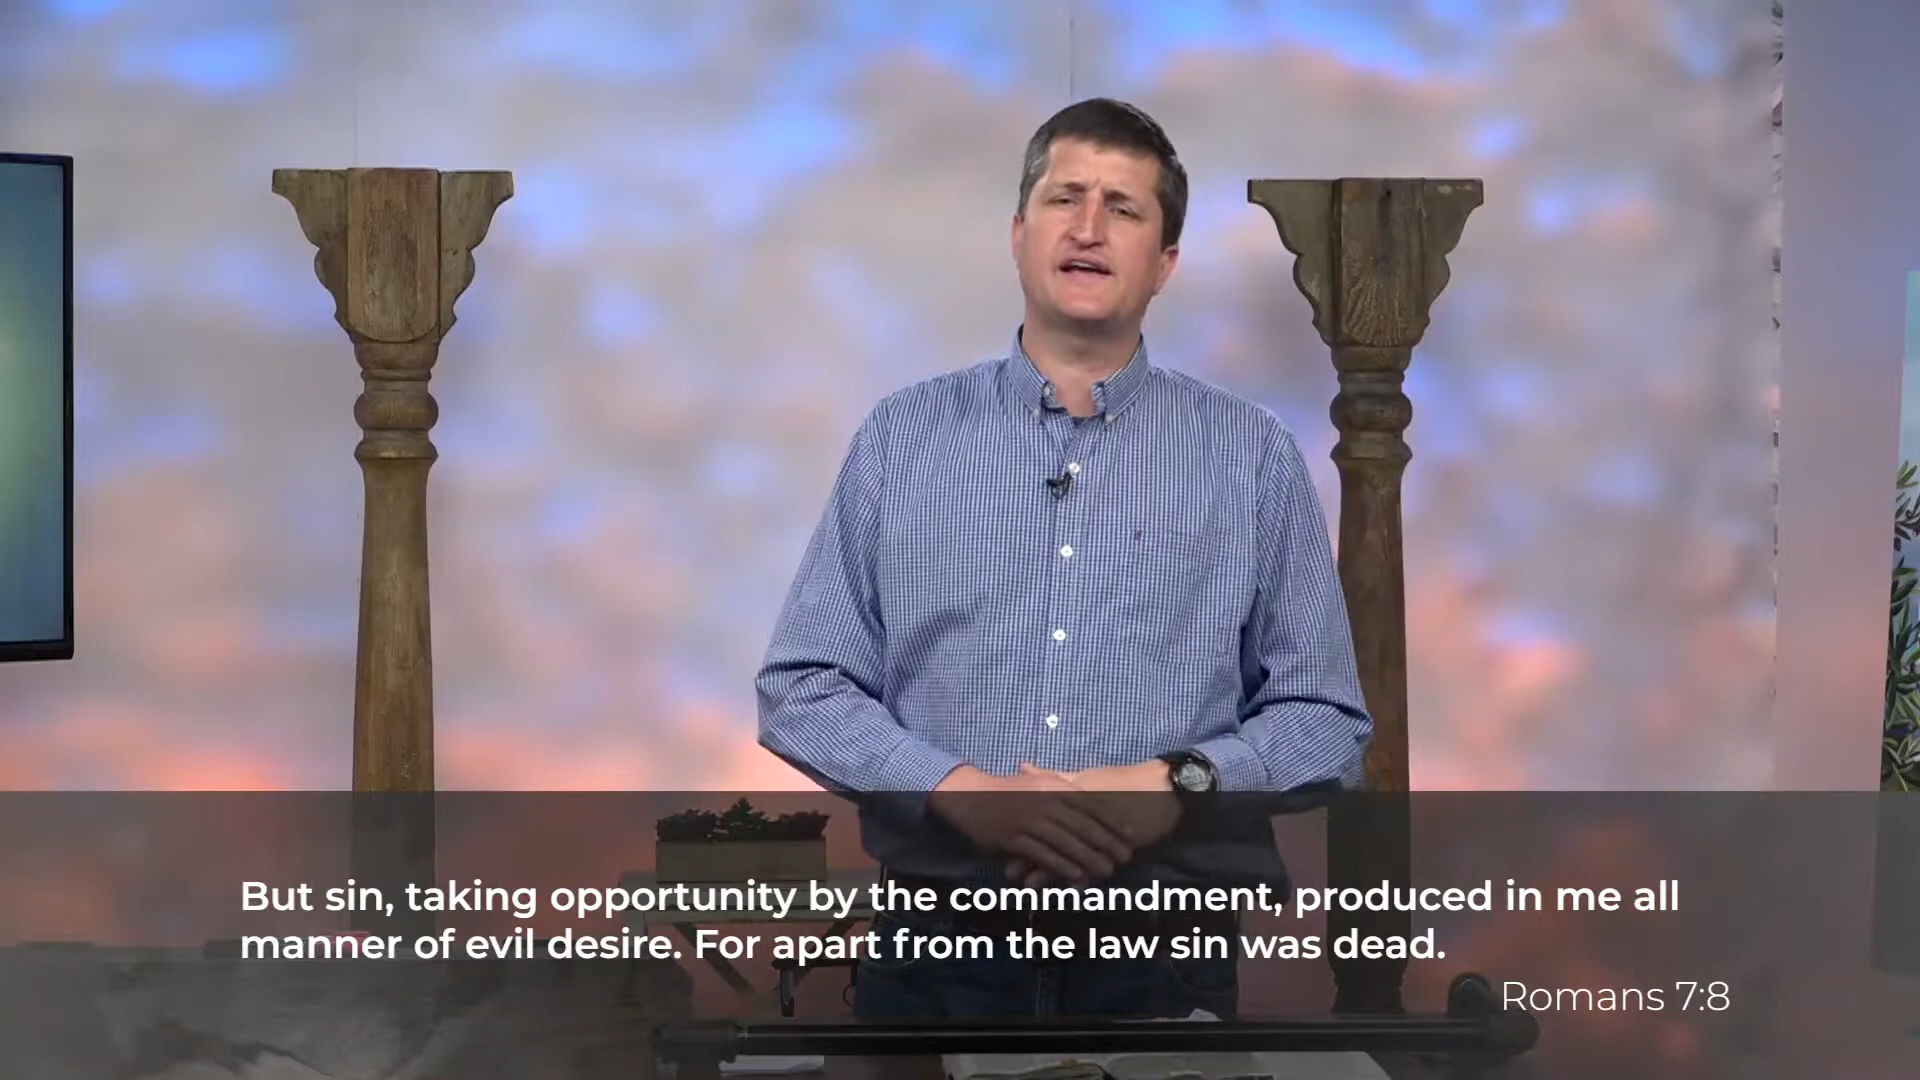 But sin, taking opportunity by the commandment, produced in me all
manner of evil desire. For apart from the law sin was dead.
Romans 7:8